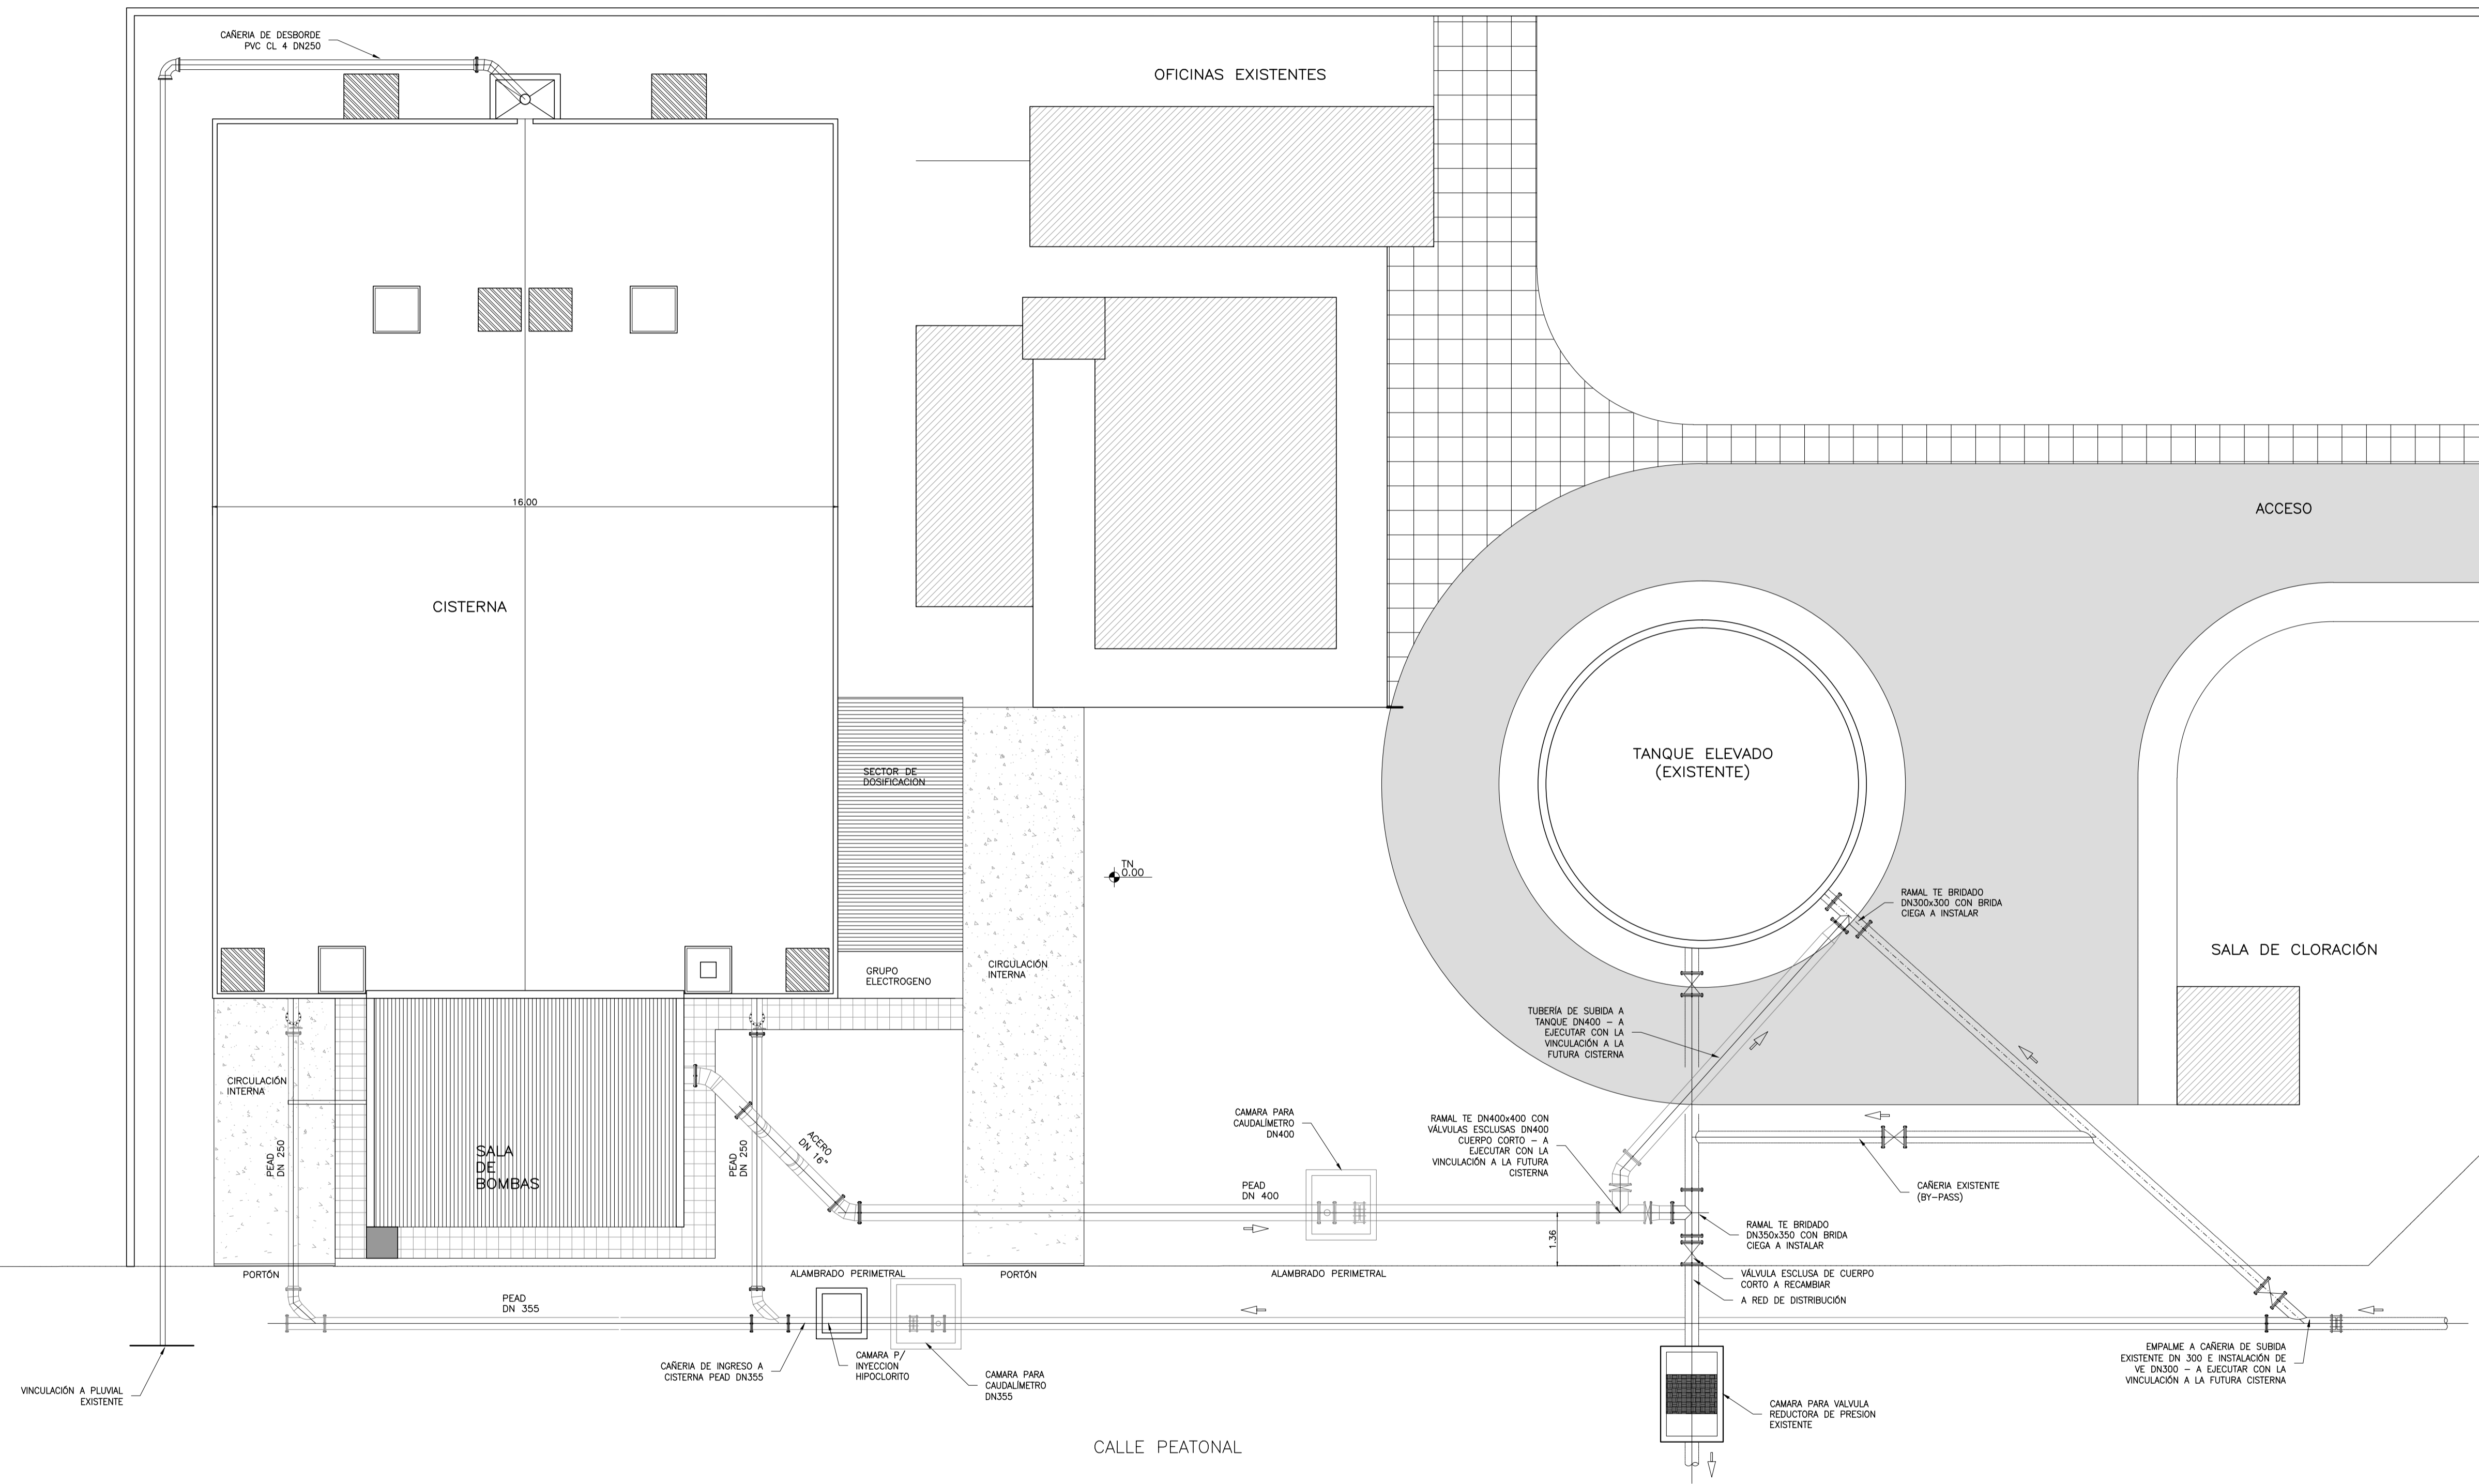 CAÑERIA DE DESBORDE
PVC CL 4 DN250
OFICINAS EXISTENTES
16.00
ACCESO
CISTERNA
TANQUE ELEVADO
(EXISTENTE)
SECTOR DE
DOSIFICACION
TN
0.00
RAMAL TE BRIDADO
DN300x300 CON BRIDA
CIEGA A INSTALAR
SALA DE CLORACIÓN
GRUPO
ELECTROGENO
CIRCULACIÓN
INTERNA
TUBERÍA DE SUBIDA A
TANQUE DN400 – A
EJECUTAR CON LA
VINCULACIÓN A LA
FUTURA CISTERNA
CIRCULACIÓN
INTERNA
PEAD
DN 250
SALA
DE
BOMBAS
PEAD
DN 250
ACERO
DN 16"
CAMARA PARA
CAUDALÍMETRO
DN400
RAMAL TE DN400x400 CON
VÁLVULAS ESCLUSAS DN400
CUERPO CORTO – A
EJECUTAR CON LA
VINCULACIÓN A LA FUTURA
CISTERNA
PEAD
DN 400
CAÑERIA EXISTENTE
(BY-PASS)
1.36
RAMAL TE BRIDADO
DN350x350 CON BRIDA
CIEGA A INSTALAR
PORTÓN
ALAMBRADO PERIMETRAL
PORTÓN
ALAMBRADO PERIMETRAL
VÁLVULA ESCLUSA DE CUERPO
CORTO A RECAMBIAR
A RED DE DISTRIBUCIÓN
PEAD
DN 355
CAÑERIA DE INGRESO A
CISTERNA PEAD DN355
CAMARA P/
INYECCION
HIPOCLORITO
CAMARA PARA
CAUDALÍMETRO
DN355
EMPALME A CAÑERIA DE SUBIDA
EXISTENTE DN 300 E INSTALACIÓN DE
VE DN300 – A EJECUTAR CON LA
VINCULACIÓN A LA FUTURA CISTERNA
VINCULACIÓN A PLUVIAL
EXISTENTE
CAMARA PARA VALVULA
REDUCTORA DE PRESION
EXISTENTE
CALLE PEATONAL